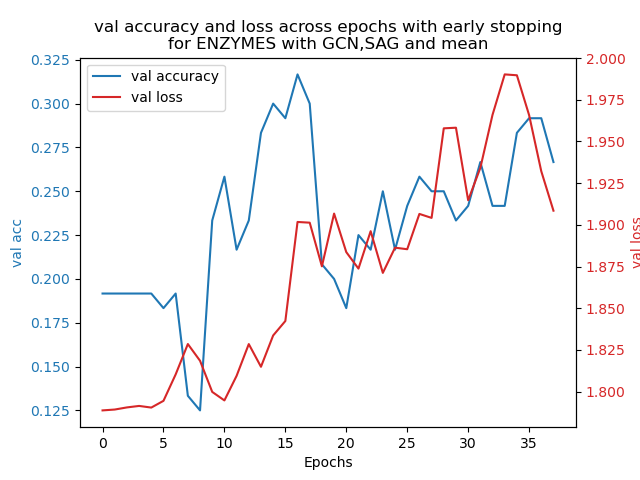 val accuracy and loss across epochs with early stopping
for ENZYMES with GCN,SAG and mean
val accuracy
val loss
0.325
0.300
0.275
0.250
0.225
0.200
0.175
0.150
0.125
val acc
2.000
1.975
1.950
1.925
1.900
1.875
1.850
1.825
1.800
val loss
0 5 10 15 20 25 30 35
Epochs